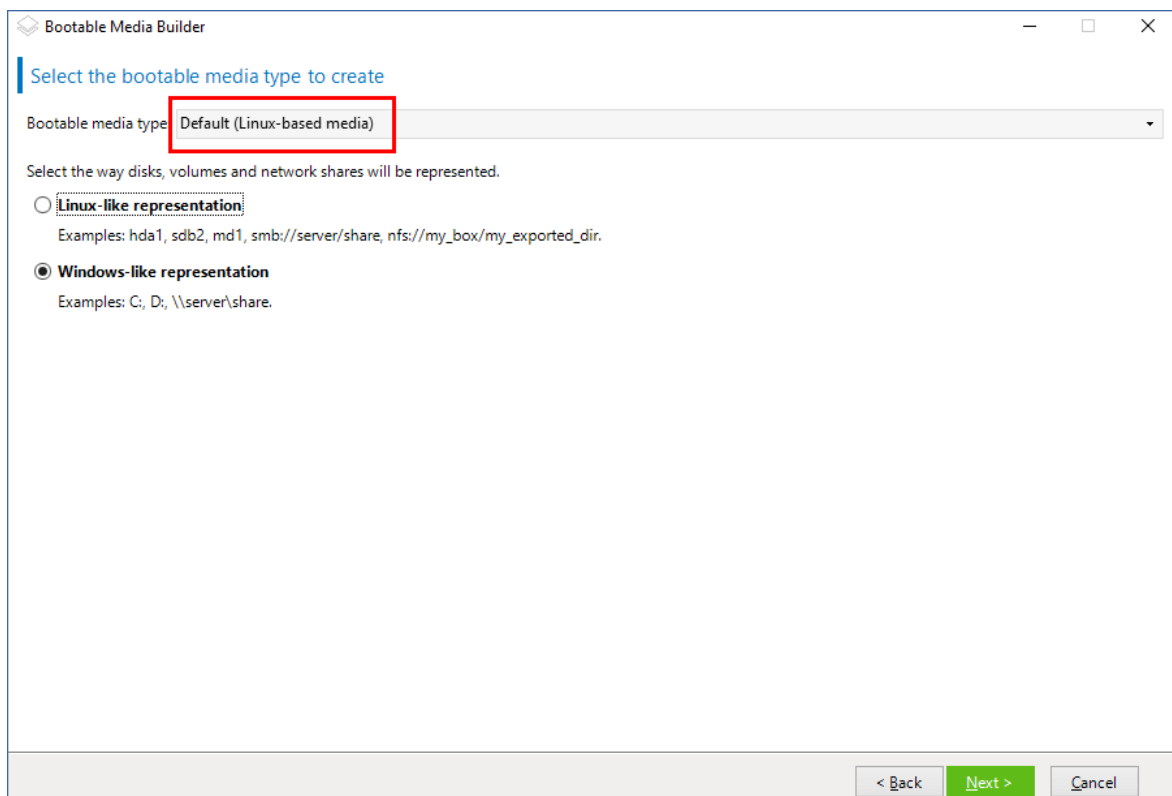 Bootable Media Builder
Select the bootable media type to create
Bootable media type: Default (Linux-based media)
Select the way disks, volumes and network shares will be represented.
Linux-like representation
Examples: hda1, sdb2, md1, smb://server/share, nfs://my_box/my_exported_dir.
Windows-like representation
Examples: C:, D:, \\server\share.
< Back Next > Cancel